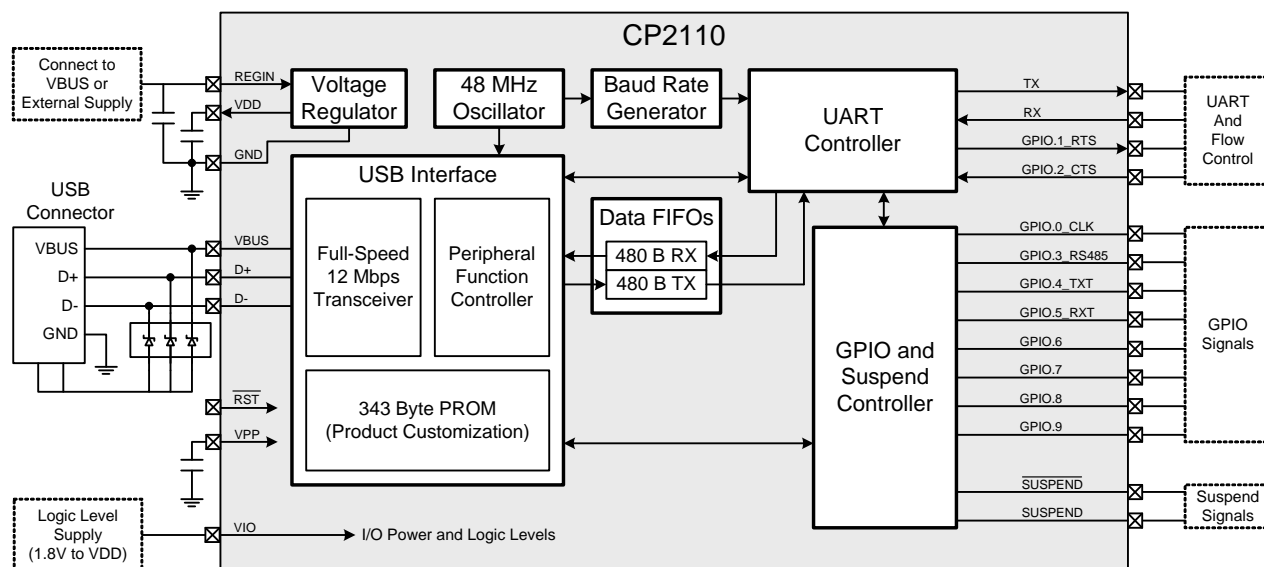 CP2110
Connect to
VBUS or
External Supply
REGIN
VDD
GND
Voltage
Regulator
48 MHz
Oscillator
Baud Rate
Generator
UART
Controller
TX
RX
GPIO.1_RTS
GPIO.2_CTS
UART
And
Flow
Control
USB
Connector
VBUS
D+
D-
GND
VBUS
D+
D-
USB Interface
Full-Speed
12 Mbps
Transceiver
Peripheral
Function
Controller
Data FIFOs
480 B RX
480 B TX
343 Byte PROM
(Product Customization)
RST
VPP
GPIO and
Suspend
Controller
GPIO.0_CLK
GPIO.3_RS485
GPIO.4_TXT
GPIO.5_RXT
GPIO.6
GPIO.7
GPIO.8
GPIO.9
GPIO
Signals
SUSPEND
SUSPEND
Suspend
Signals
Logic Level
Supply
(1.8V to VDD)
VIO
I/O Power and Logic Levels